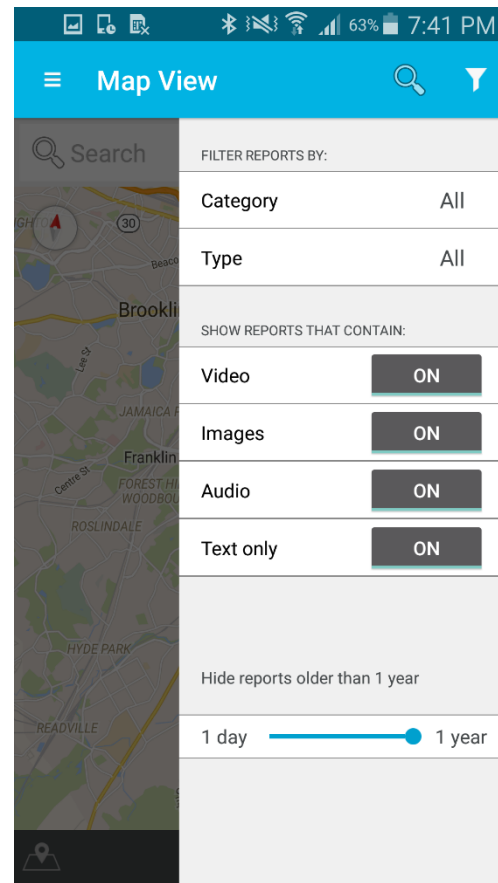 63% 7:41 PM
Map View
Search
FILTER REPORTS BY:
Category All
Type All
SHOW REPORTS THAT CONTAIN:
Video ON
Images ON
Audio ON
Text only ON
Hide reports older than 1 year
1 day 1 year
30
Beaco
Brookli
Lee St
JAMAICA P
Franklin
Centre St
FOREST HI
WOODBOU
ROSLINDALE
HYDE PARK
READVILLE